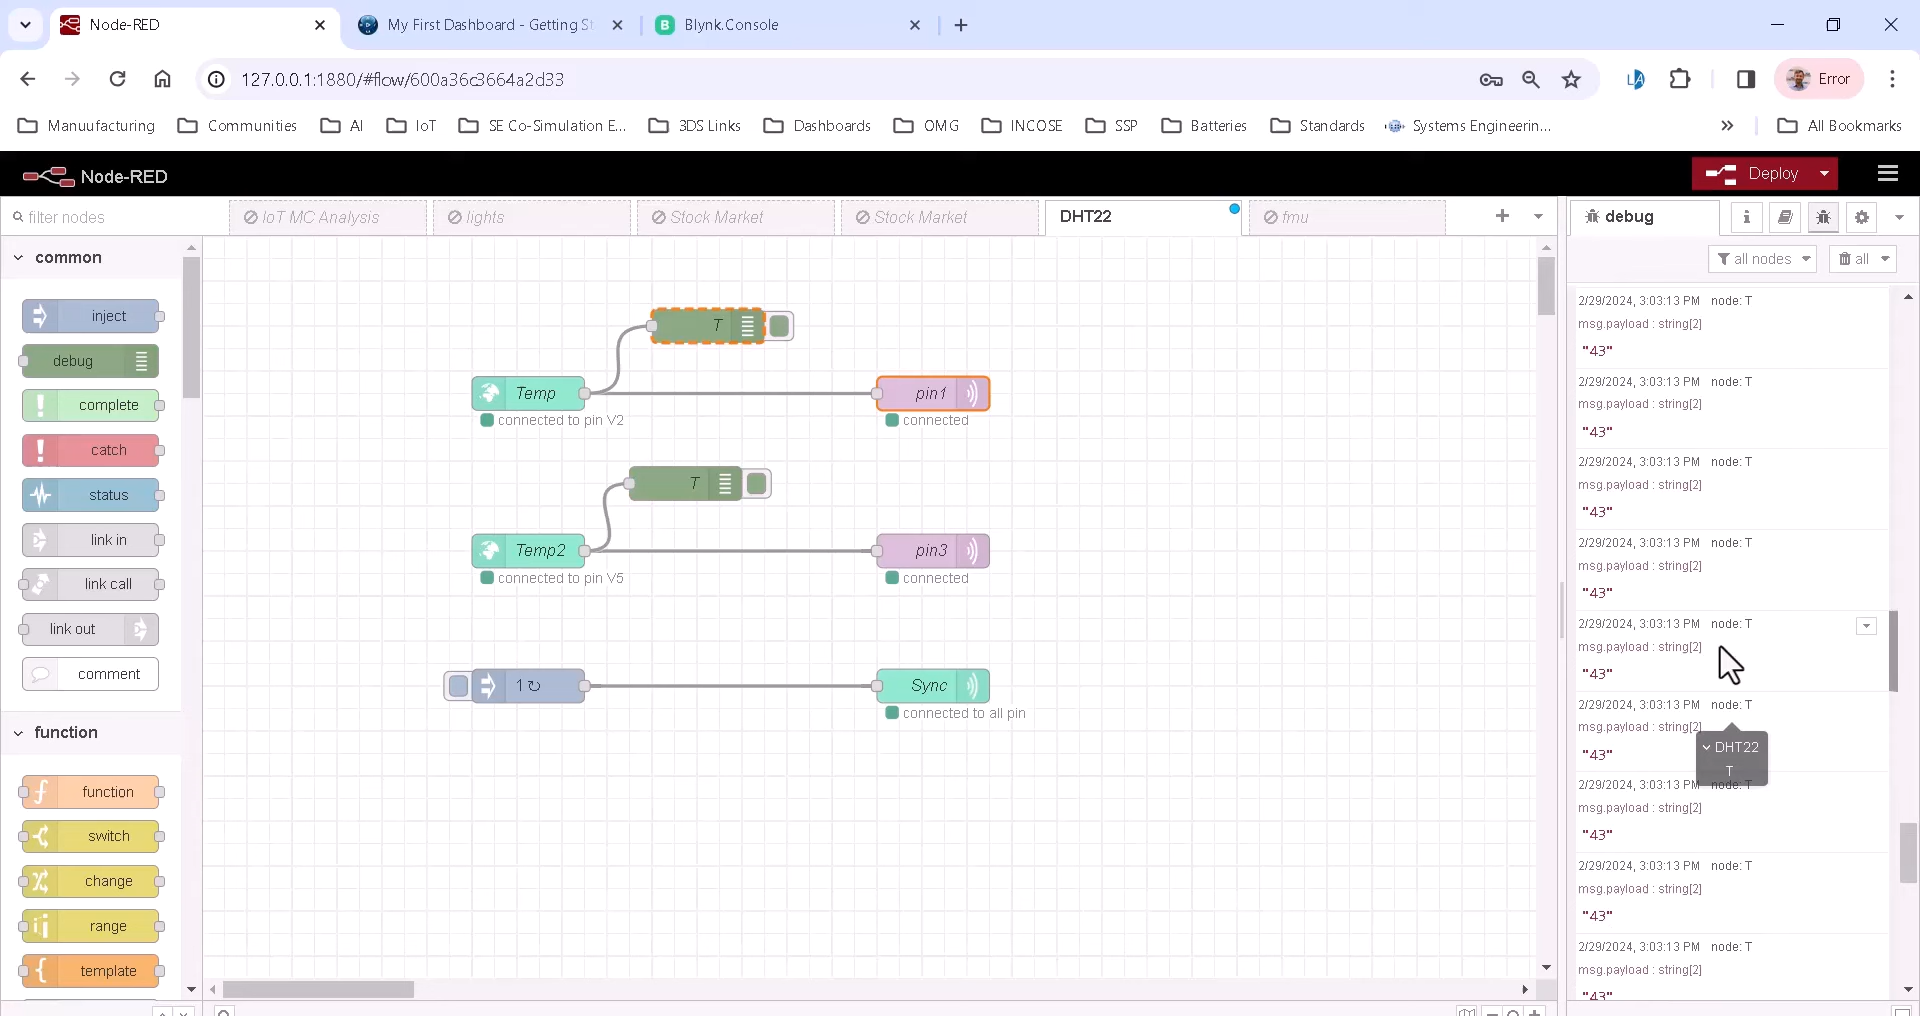 Node-RED
My First Dashboard - Getting St
Blynk.Console
127.0.0.1:1880/#flow/600a36c3664a2d33
Error
Manuufacturing
Communities
AI
IoT
SE Co-Simulation E...
3DS Links
Dashboards
OMG
INCOSE
SSP
Batteries
Standards
Systems Engineerin...
All Bookmarks
Node-RED
Deploy
filter nodes
IoT MC Analysis
lights
Stock Market
Stock Market
DHT22
fmu
debug
all nodes
all
common
inject
debug
complete
catch
status
link in
link call
link out
comment
function
function
switch
change
range
template
T
Temp
connected to pin V2
pin1
connected
T
Temp2
connected to pin V5
pin3
connected
1 ↻
Sync
connected to all pin
2/29/2024, 3:03:13 PM node: T
msg.payload : string[2]
"43"
2/29/2024, 3:03:13 PM node: T
msg.payload : string[2]
"43"
2/29/2024, 3:03:13 PM node: T
msg.payload : string[2]
"43"
2/29/2024, 3:03:13 PM node: T
msg.payload : string[2]
"43"
2/29/2024, 3:03:13 PM node: T
msg.payload : string[2]
"43"
2/29/2024, 3:03:13 PM node: T
msg.payload : string[2]
"43"
DHT22
T
2/29/2024, 3:03:13 PM node: T
msg.payload : string[2]
"43"
2/29/2024, 3:03:13 PM node: T
msg.payload : string[2]
"43"
2/29/2024, 3:03:13 PM node: T
msg.payload : string[2]
"43"